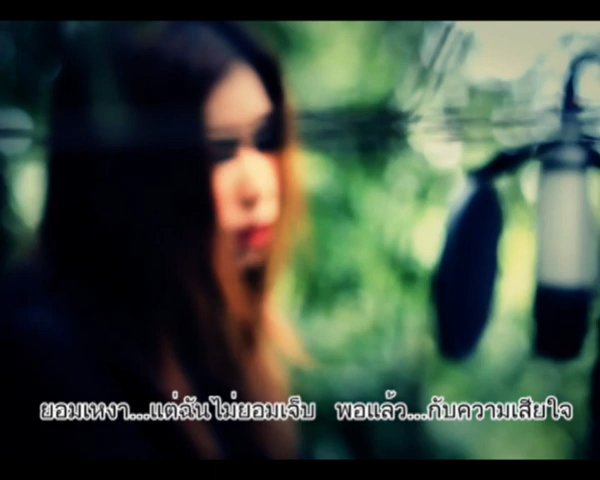 ยอมเหงา...แต่ฉันไม่ยอมเจ็บ พอแล้ว...กับความเสียใจ